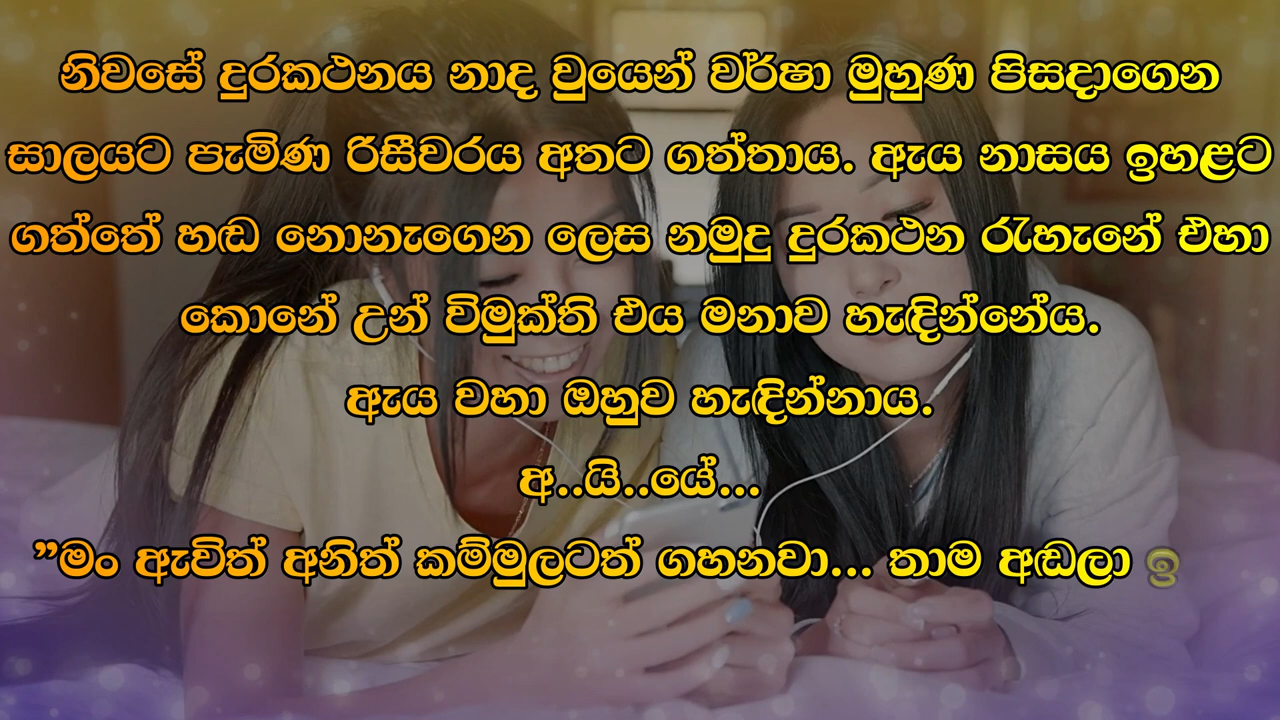 නිවසේ දුරකථනය නාද වුයෙන් වර්ෂා මුහුණ පිසදාගෙන
සාලයට පැමිණ රිසීවරය අතට ගත්තාය. ඇය නාසය ඉහළට
ගත්තේ හඬ නොනැගෙන ලෙස නමුදු දුරකථන රැහැනේ එහා
කොනේ උන් විමුක්ති එය මනාව හැඳින්නේය.
ඇය වහා ඔහුව හැඳින්නාය.
අ..යි..යේ...
”මං ඇවිත් අනිත් කම්මුලටත් ගහනවා... තාම අඬලා ඉ